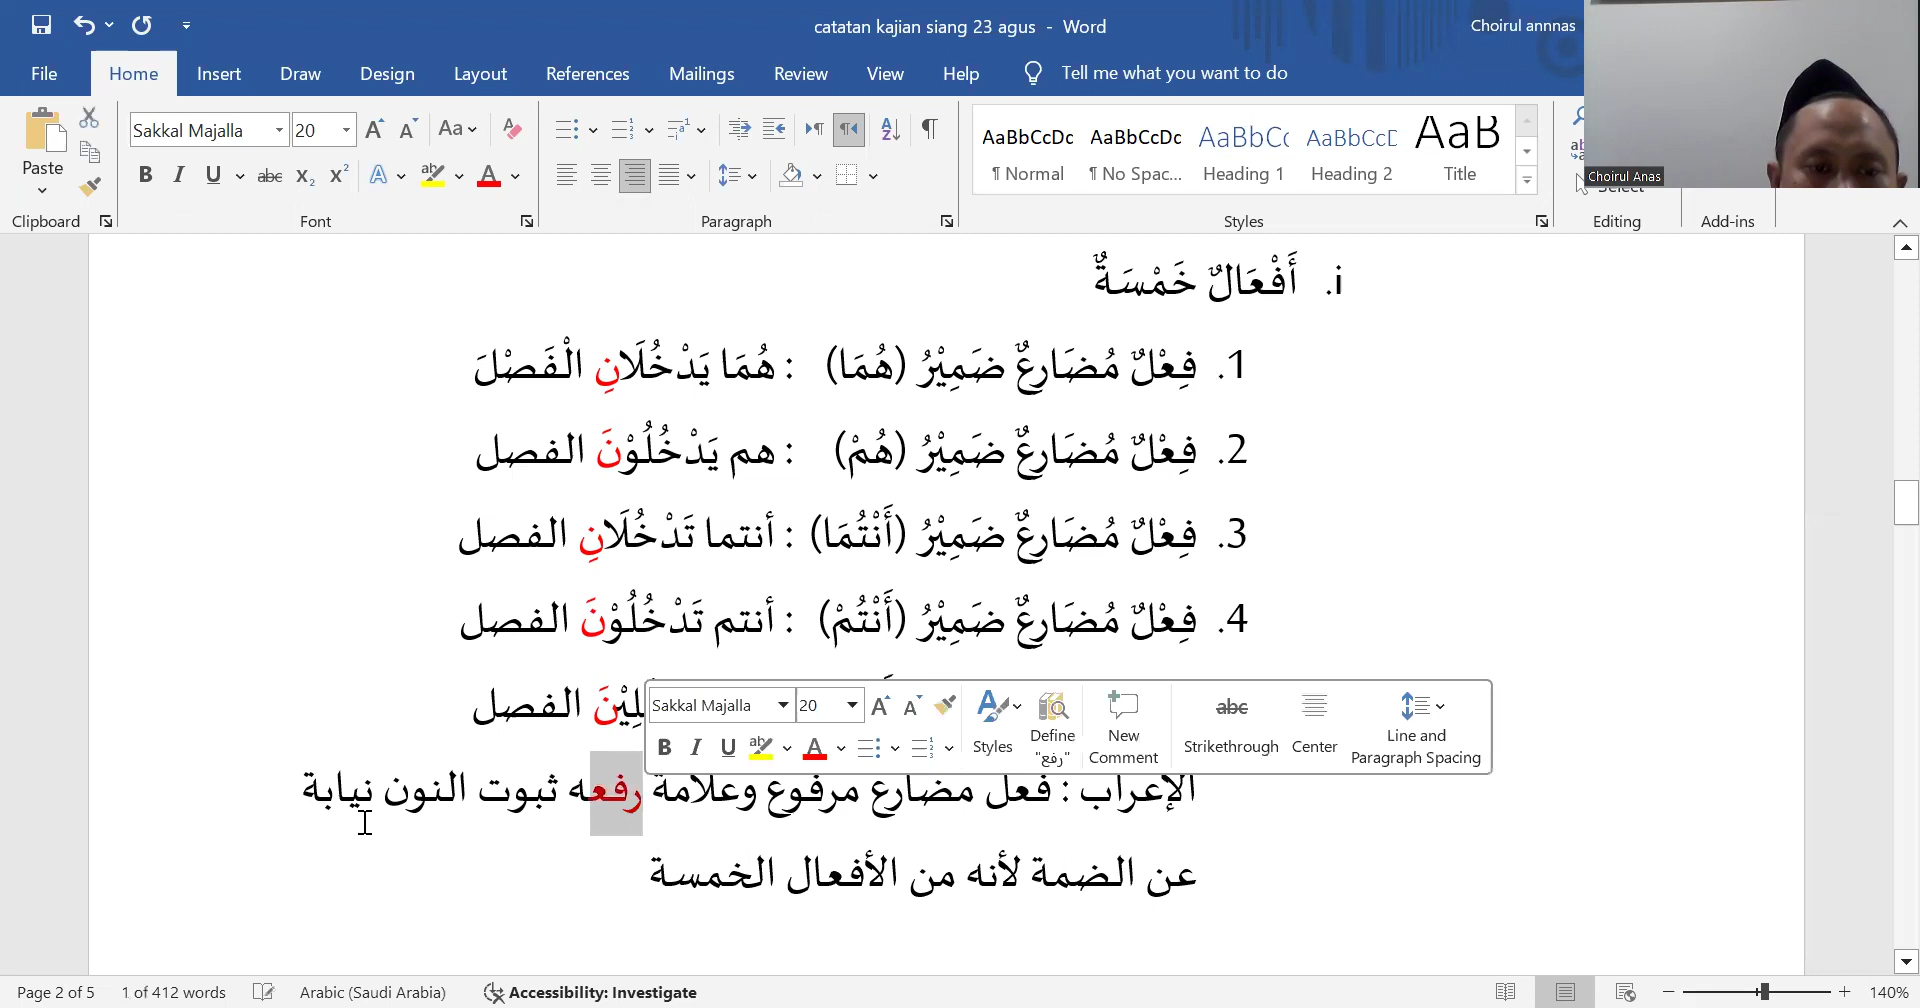 catatan kajian siang 23 agus - Word
Choirul annnas
File Home Insert Draw Design Layout References Mailings Review View Help Tell me what you want to do
Paste
Sakkal Majalla 20
AaBbCcDc AaBbCcDc AaBbCc AaBbCcD AaB
¶ Normal ¶ No Spac... Heading 1 Heading 2 Title
Choirul Anas
Select
Clipboard Font Paragraph Styles Editing Add-ins
i. أَفْعَالٌ خَمْسَةٌ
1. فِعْلٌ مُضَارِعٌ ضَمِيْرُ (هُمَا) : هُمَا يَدْخُلَانِ الْفَصْلَ
2. فِعْلٌ مُضَارِعٌ ضَمِيْرُ (هُمْ) : هم يَدْخُلُوْنَ الفصل
3. فِعْلٌ مُضَارِعٌ ضَمِيْرُ (أَنْتُمَا) : أنتما تَدْخُلَانِ الفصل
4. فِعْلٌ مُضَارِعٌ ضَمِيْرُ (أَنْتُمْ) : أنتم تَدْخُلُوْنَ الفصل
لِيْنَ الفصل
Sakkal Majalla 20
Styles Define "رفع" New Comment Strikethrough Center Line and Paragraph Spacing
الإعراب : فعل مضارع مرفوع وعلامة رفعه ثبوت النون نيابة
عن الضمة لأنه من الأفعال الخمسة
Page 2 of 5 1 of 412 words Arabic (Saudi Arabia) Accessibility: Investigate 140%